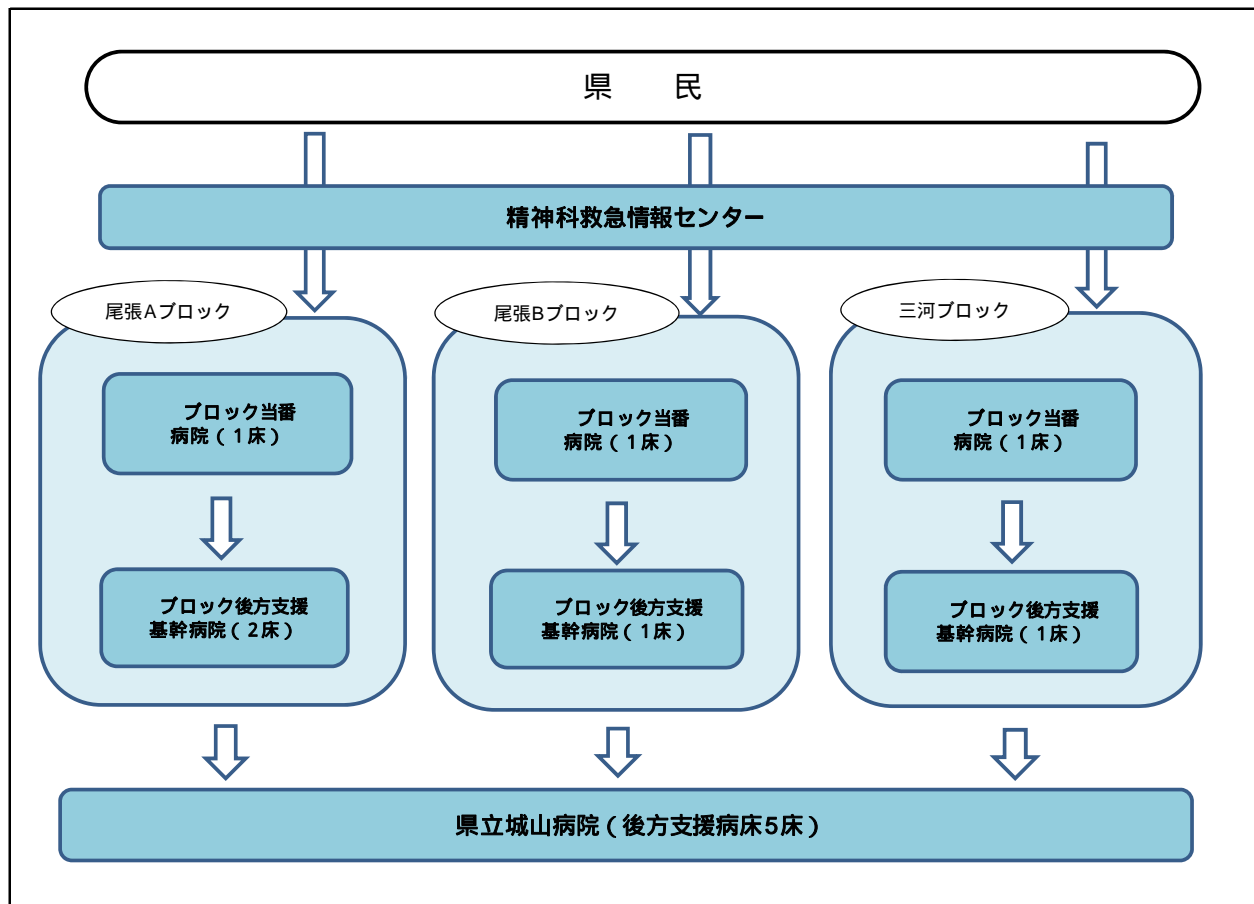 県　　民
精神科救急情報センター
尾張Aブロック
尾張Bブロック
三河ブロック
ブロック当番
病院（１床）
ブロック当番
病院（１床）
ブロック当番
病院（１床）
ブロック後方支援
基幹病院（２床）
ブロック後方支援
基幹病院（１床）
ブロック後方支援
基幹病院（１床）
県立城山病院（後方支援病床5床）